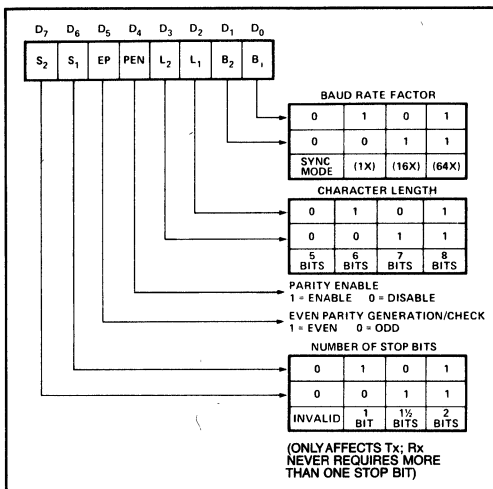 D7 D6 D5 D4 D3 D2 D1 D0
S2 S1 EP PEN L2 L1 B2 B1
BAUD RATE FACTOR
0 1 0 1
0 0 1 1
SYNC MODE (1X) (16X) (64X)
CHARACTER LENGTH
0 1 0 1
0 0 1 1
5 6 7 8
BITS BITS BITS BITS
PARITY ENABLE
1 = ENABLE 0 = DISABLE
EVEN PARITY GENERATION/CHECK
1 = EVEN 0 = ODD
NUMBER OF STOP BITS
0 1 0 1
0 0 1 1
INVALID 1 BIT 1½ BITS 2 BITS
(ONLY AFFECTS Tx; Rx
NEVER REQUIRES MORE
THAN ONE STOP BIT)